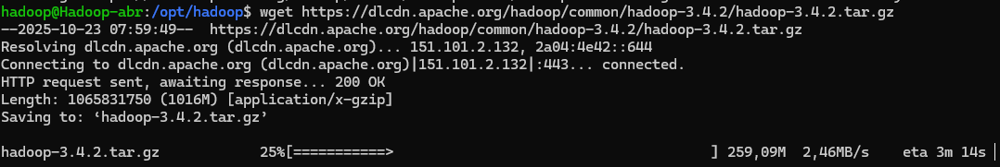 hadoop@Hadoop-abr:/opt/hadoop$ wget https://dlcdn.apache.org/hadoop/common/hadoop-3.4.2/hadoop-3.4.2.tar.gz
--2025-10-23 07:59:49--  https://dlcdn.apache.org/hadoop/common/hadoop-3.4.2/hadoop-3.4.2.tar.gz
Resolving dlcdn.apache.org (dlcdn.apache.org)... 151.101.2.132, 2a04:4e42::644
Connecting to dlcdn.apache.org (dlcdn.apache.org)|151.101.2.132|:443... connected.
HTTP request sent, awaiting response... 200 OK
Length: 1065831750 (1016M) [application/x-gzip]
Saving to: ‘hadoop-3.4.2.tar.gz’
hadoop-3.4.2.tar.gz            25%[===========>                                      ] 259,09M  2,46MB/s    eta 3m 14s